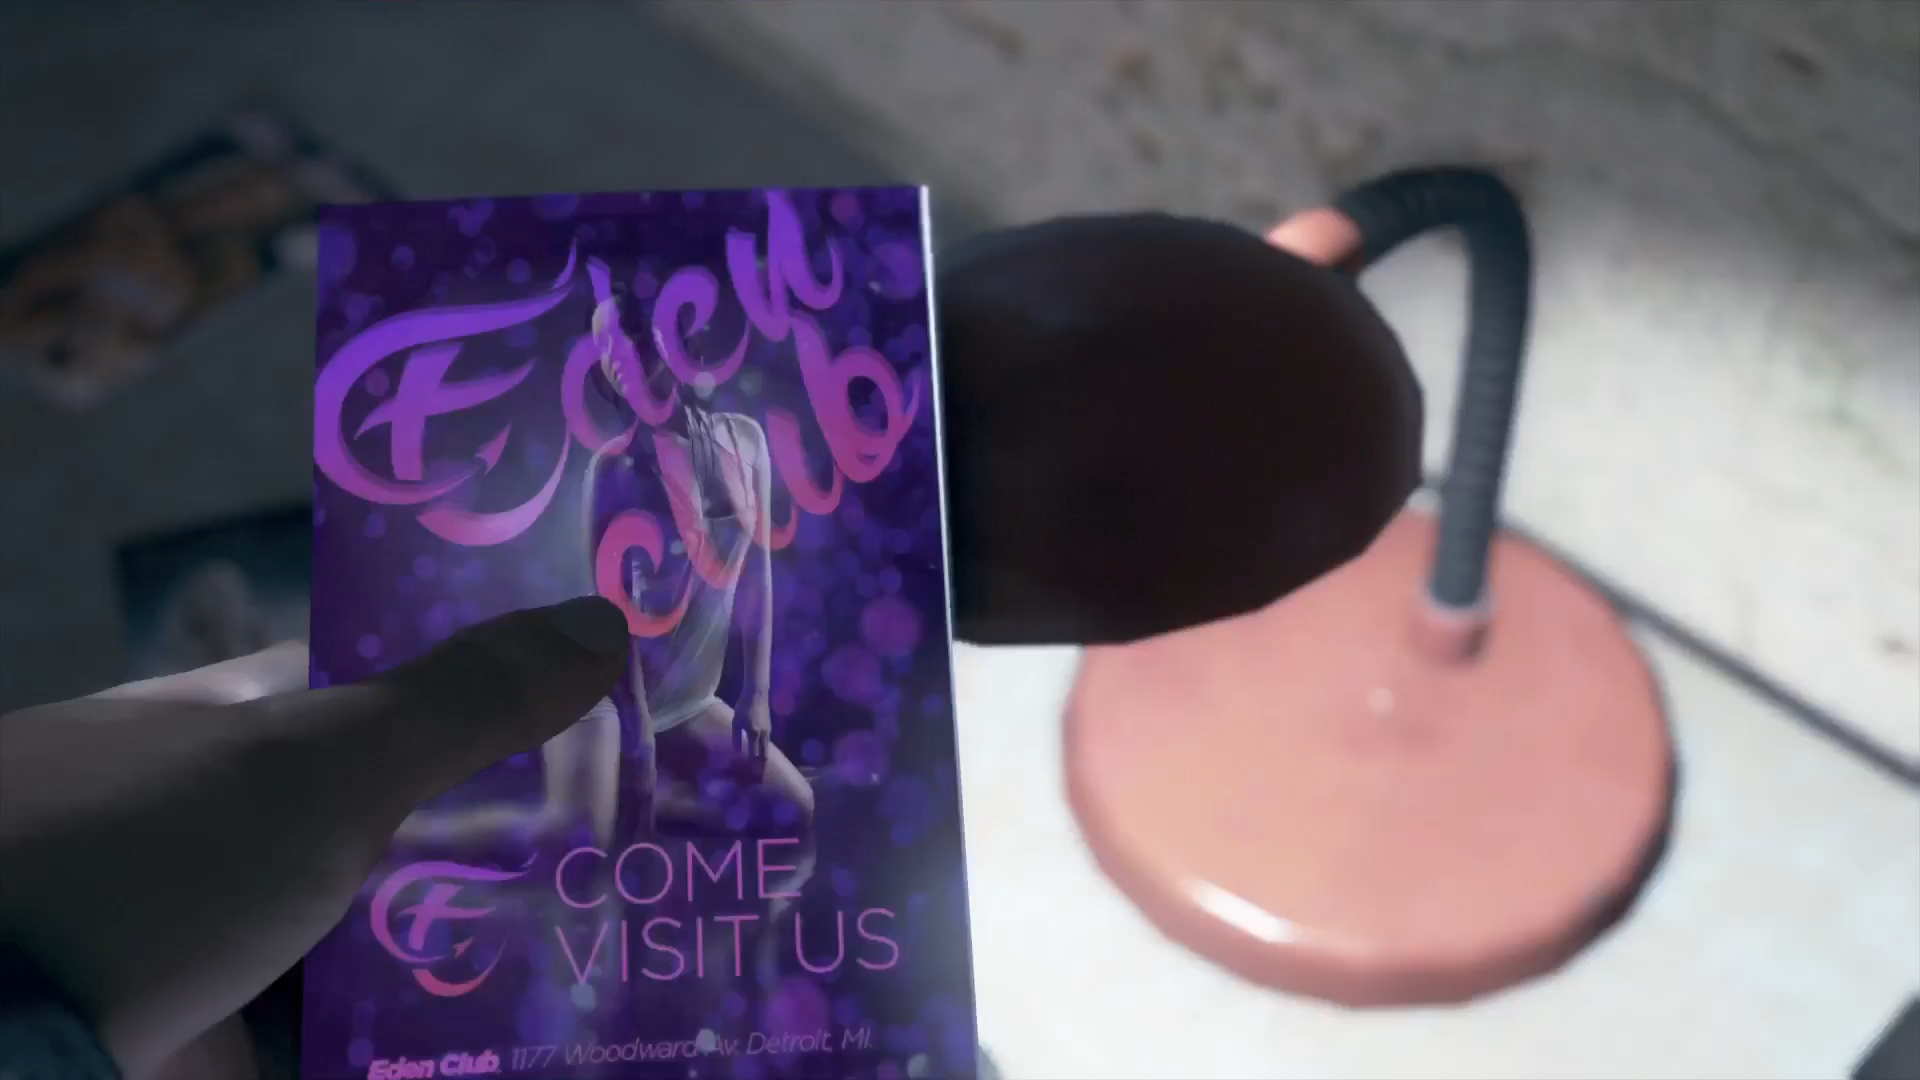 Eden
club
COME
VISIT US
Eden Club, 1177 Woodward Av. Detroit, MI.